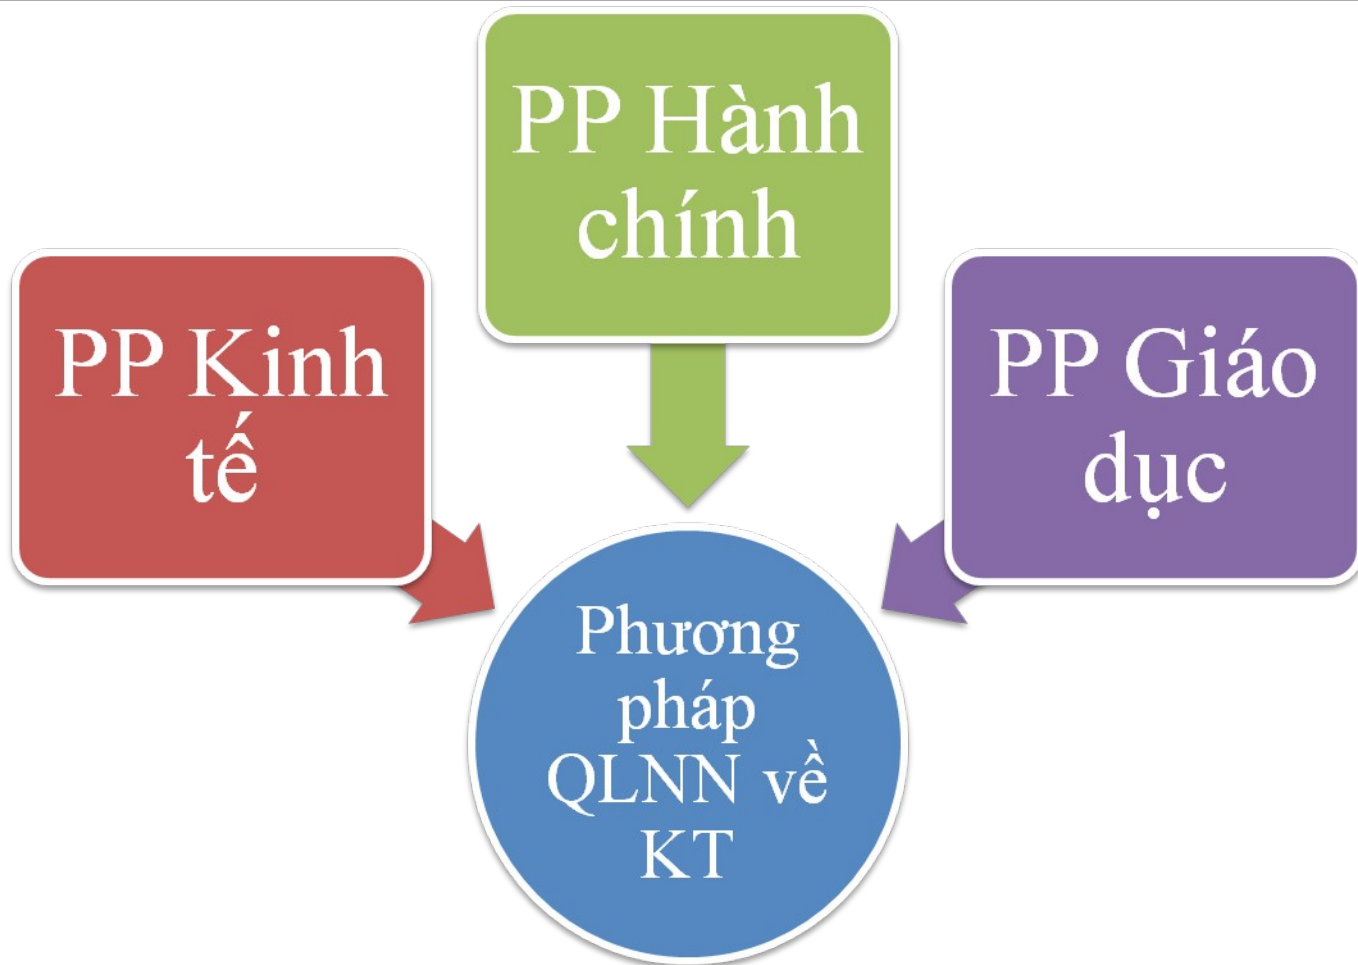 PP Hành
chính
PP Kinh
tế
PP Giáo
dục
Phương
pháp
QLNN về
KT